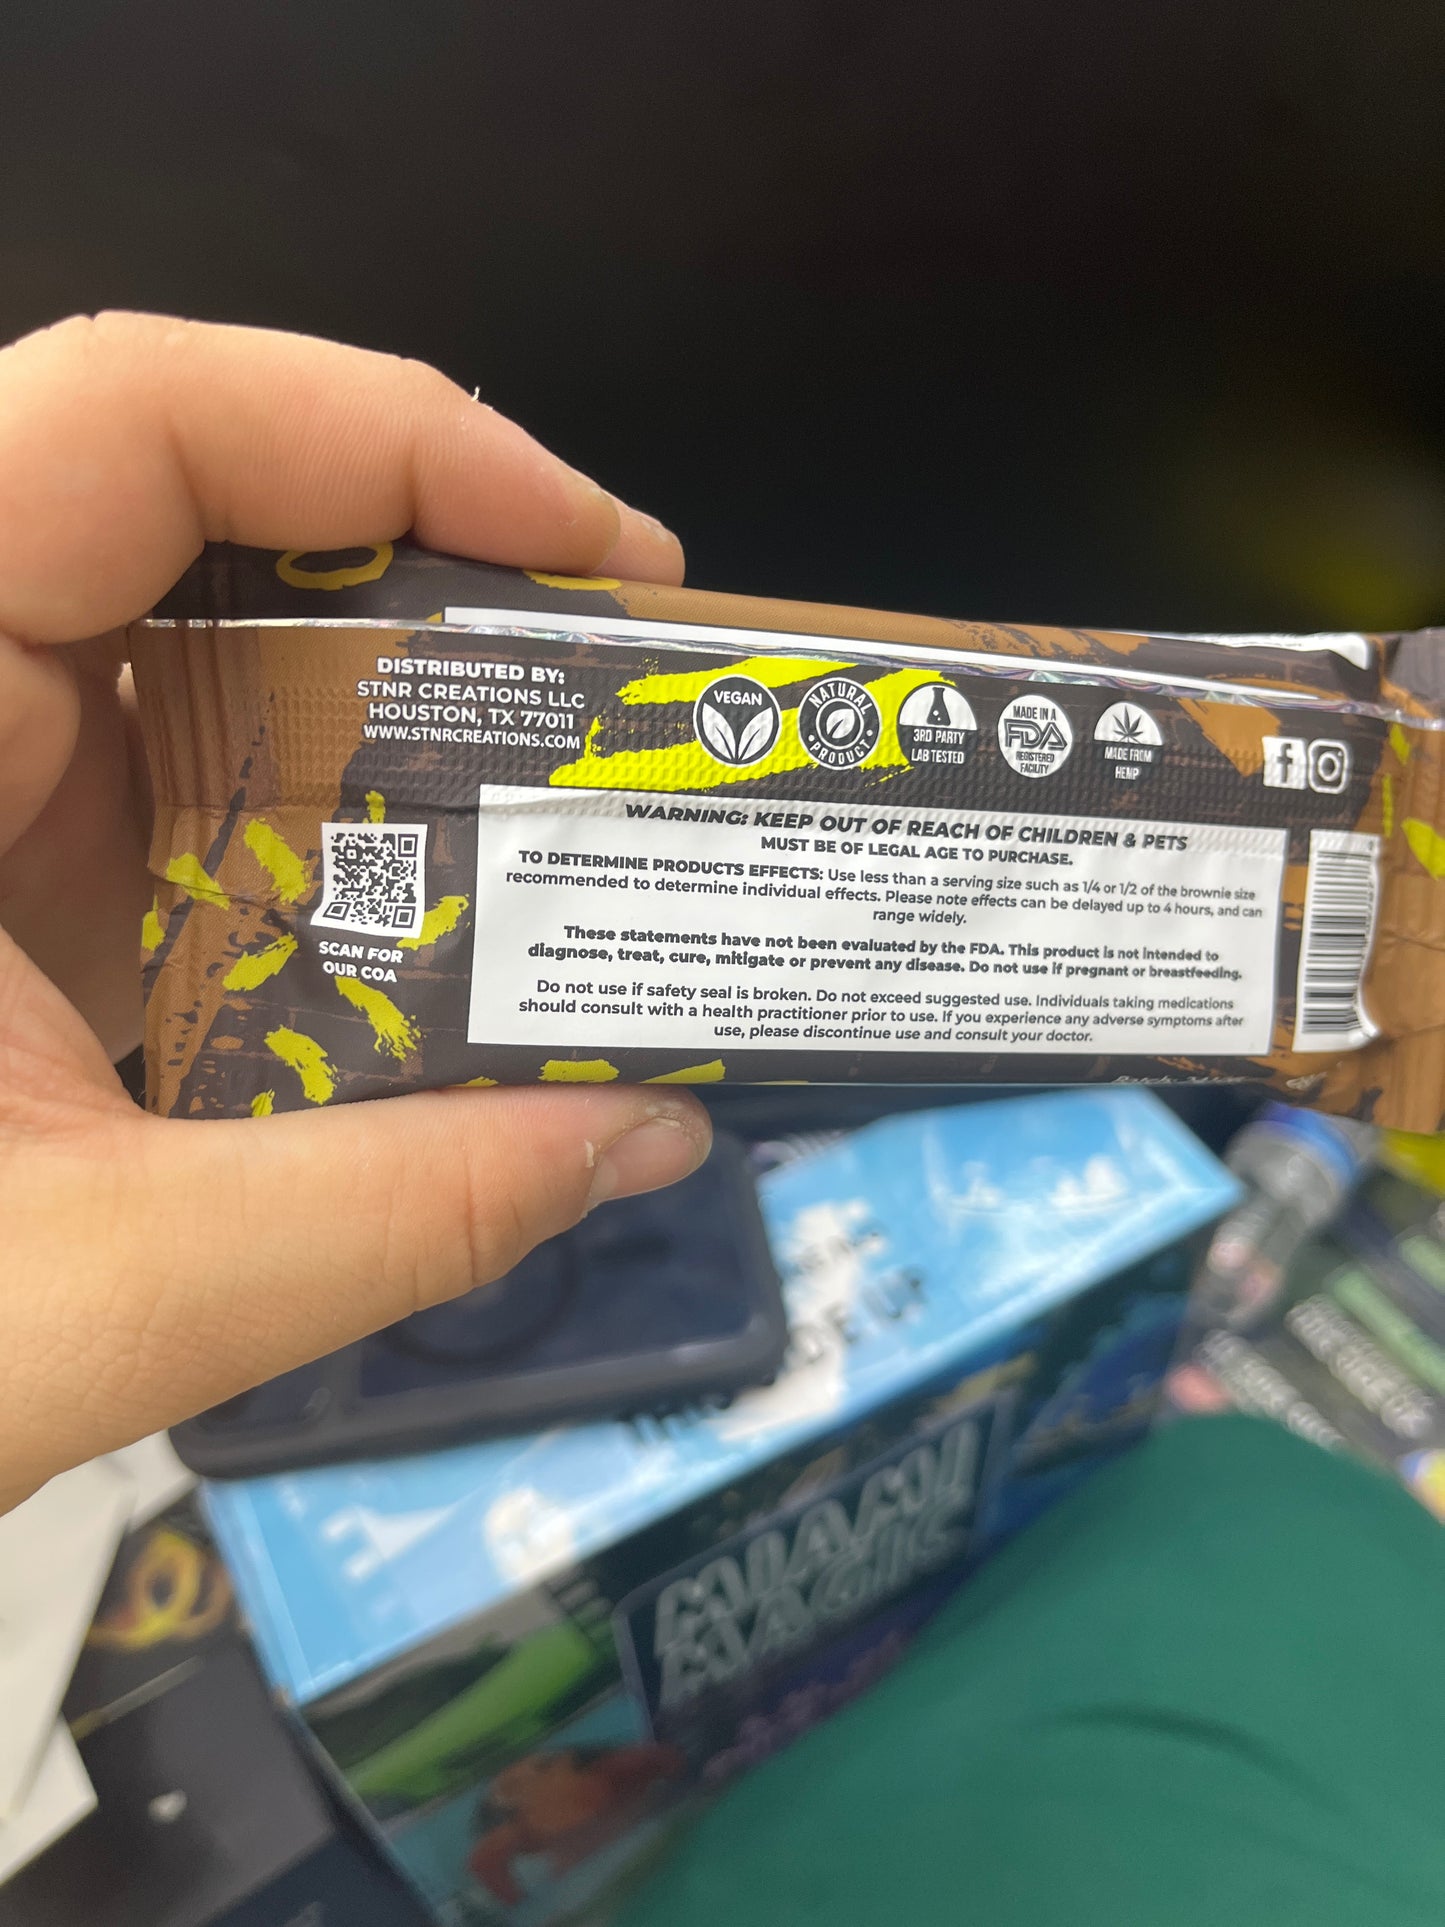 DISTRIBUTED BY:
STNR CREATIONS LLC
HOUSTON, TX 77011
WWW.STNRCREATIONS.COM
VEGAN
NATURAL
PRODUCT
3RD PARTY
LAB TESTED
MADE IN A
FDA
REGISTERED
FACILITY
MADE FROM
HEMP
SCAN FOR
OUR COA
WARNING: KEEP OUT OF REACH OF CHILDREN & PETS
MUST BE OF LEGAL AGE TO PURCHASE.
TO DETERMINE PRODUCTS EFFECTS: Use less than a serving size such as 1/4 or 1/2 of the brownie size
recommended to determine individual effects. Please note effects can be delayed up to 4 hours, and can
range widely.
These statements have not been evaluated by the FDA. This product is not intended to
diagnose, treat, cure, mitigate or prevent any disease. Do not use if pregnant or breastfeeding.
Do not use if safety seal is broken. Do not exceed suggested use. Individuals taking medications
should consult with a health practitioner prior to use. If you experience any adverse symptoms after
use, please discontinue use and consult your doctor.
MIAMI
MAGIC